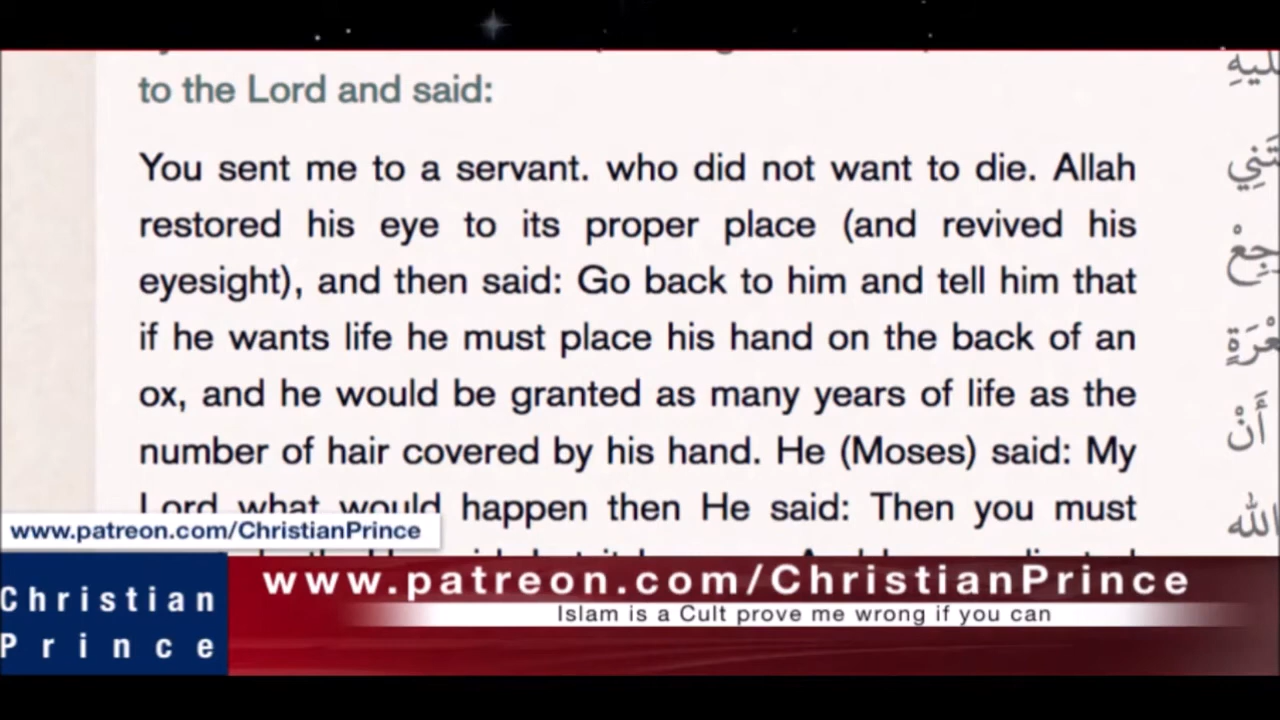 to the Lord and said:
You sent me to a servant. who did not want to die. Allah
restored his eye to its proper place (and revived his
eyesight), and then said: Go back to him and tell him that
if he wants life he must place his hand on the back of an
ox, and he would be granted as many years of life as the
number of hair covered by his hand. He (Moses) said: My
Lord what would happen then He said: Then you must
www.patreon.com/ChristianPrince
Christian
Prince
www.patreon.com/ChristianPrince
Islam is a Cult prove me wrong if you can
أَنْ